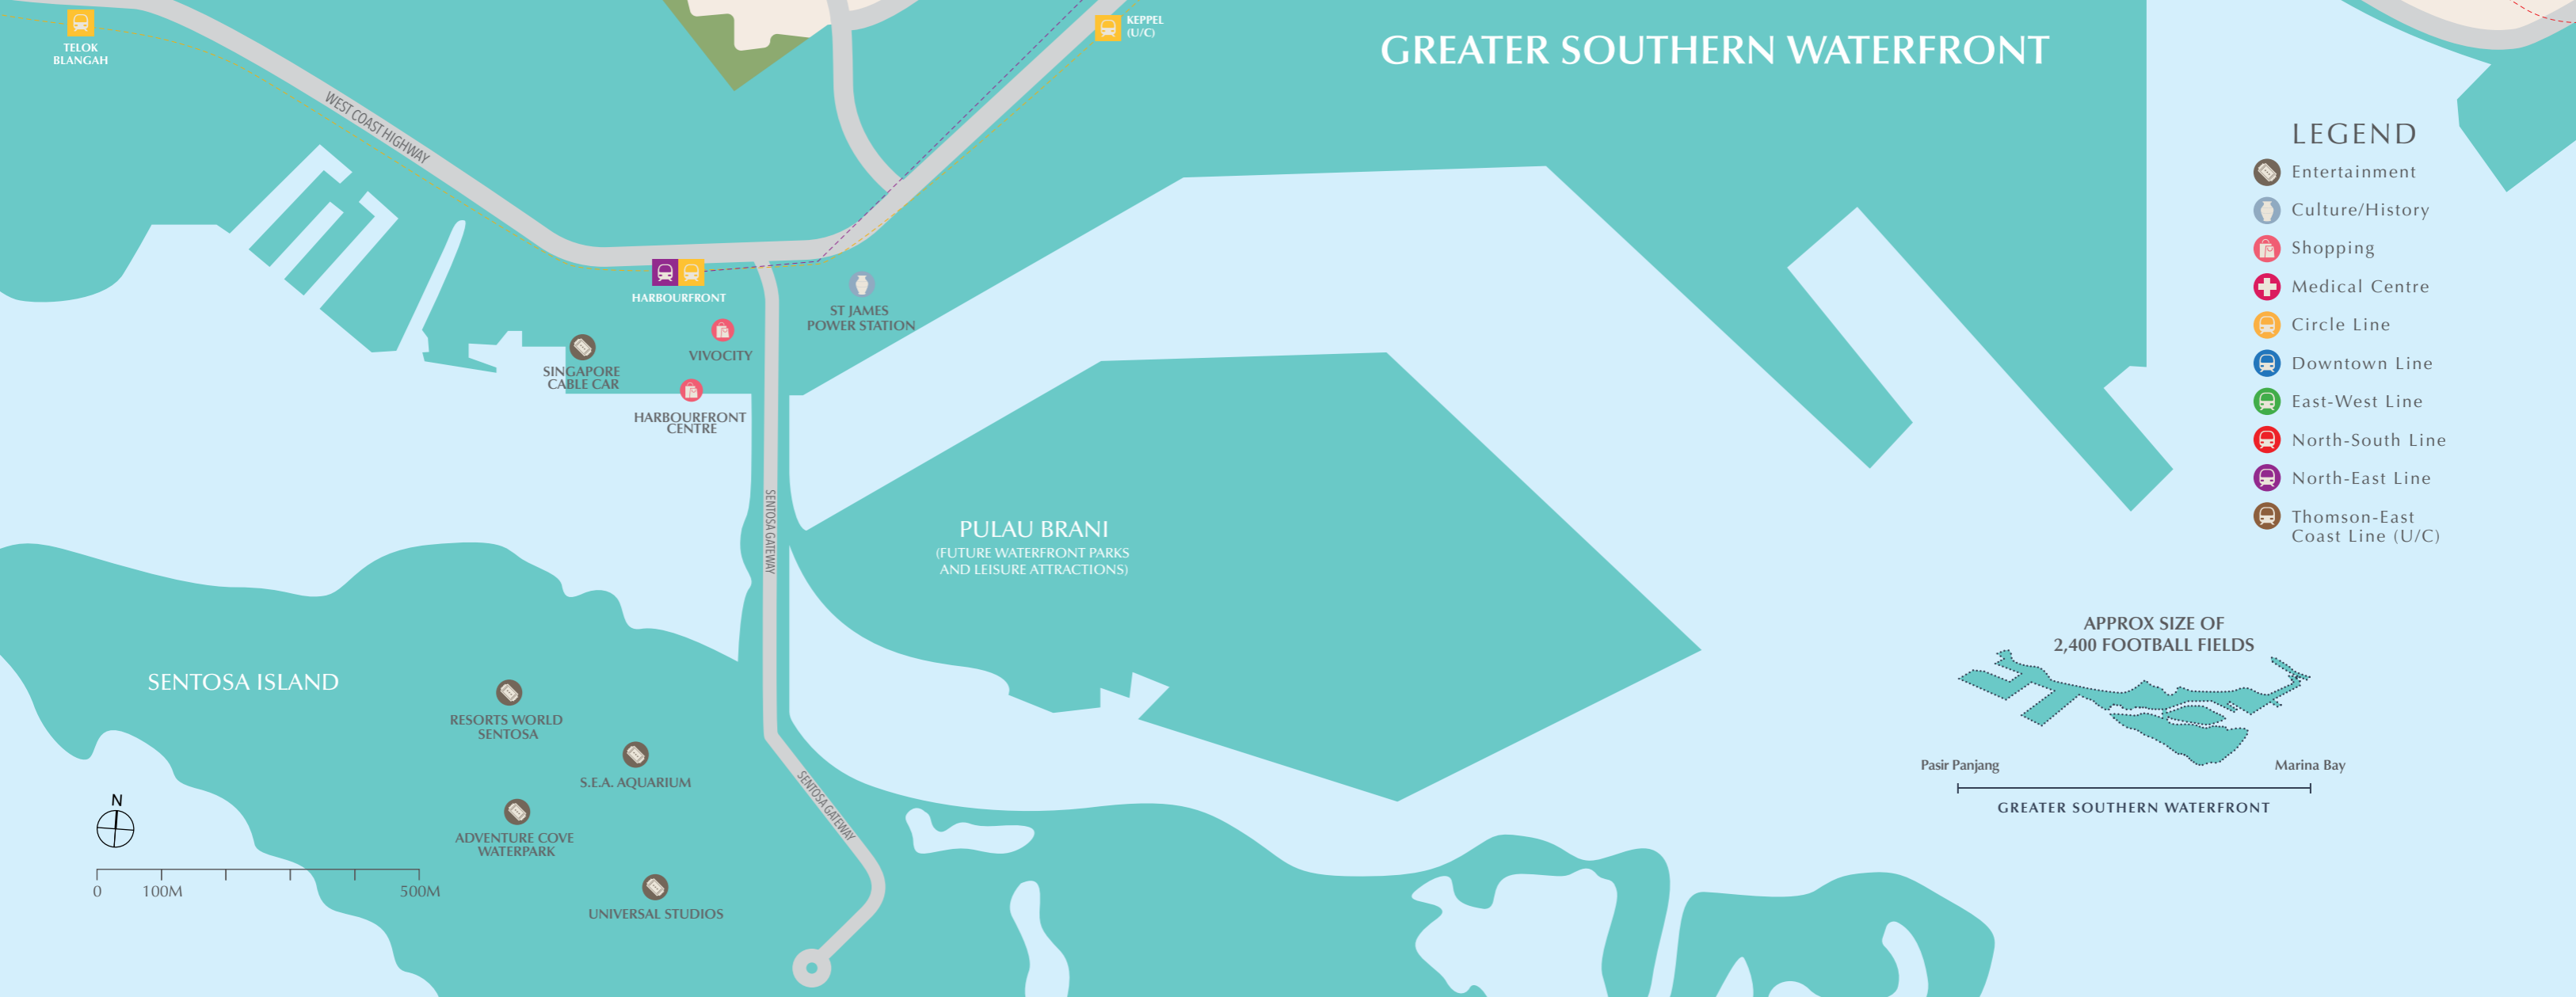 TELOK
BLANGAH
KEPPEL
(U/C)
GREATER SOUTHERN WATERFRONT
WEST COAST HIGHWAY
HARBOURFRONT
ST JAMES
POWER STATION
VIVOCITY
SINGAPORE
CABLE CAR
HARBOURFRONT
CENTRE
SENTOSA GATEWAY
PULAU BRANI
(FUTURE WATERFRONT PARKS
AND LEISURE ATTRACTIONS)
SENTOSA ISLAND
RESORTS WORLD
SENTOSA
S.E.A. AQUARIUM
SENTOSA GATEWAY
ADVENTURE COVE
WATERPARK
UNIVERSAL STUDIOS
N
0 100M 500M
LEGEND
Entertainment
Culture/History
Shopping
Medical Centre
Circle Line
Downtown Line
East-West Line
North-South Line
North-East Line
Thomson-East
Coast Line (U/C)
APPROX SIZE OF
2,400 FOOTBALL FIELDS
Pasir Panjang
Marina Bay
GREATER SOUTHERN WATERFRONT